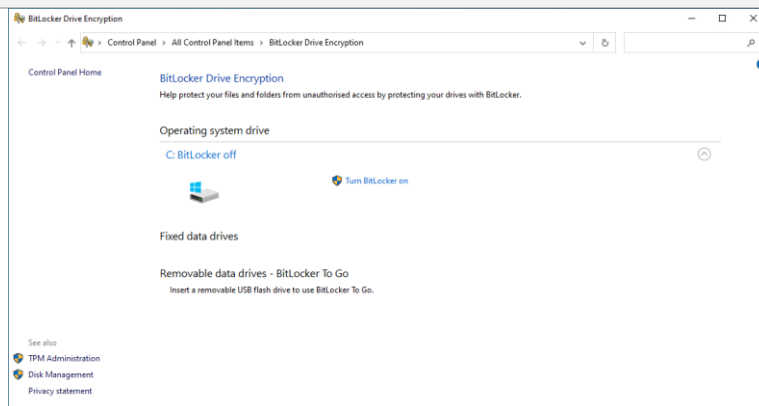 BitLocker Drive Encryption
Control Panel > All Control Panel Items > BitLocker Drive Encryption
Control Panel Home
BitLocker Drive Encryption
Help protect your files and folders from unauthorised access by protecting your drives with BitLocker.
Operating system drive
C: BitLocker off
Turn BitLocker on
Fixed data drives
Removable data drives - BitLocker To Go
Insert a removable USB flash drive to use BitLocker To Go.
See also
TPM Administration
Disk Management
Privacy statement